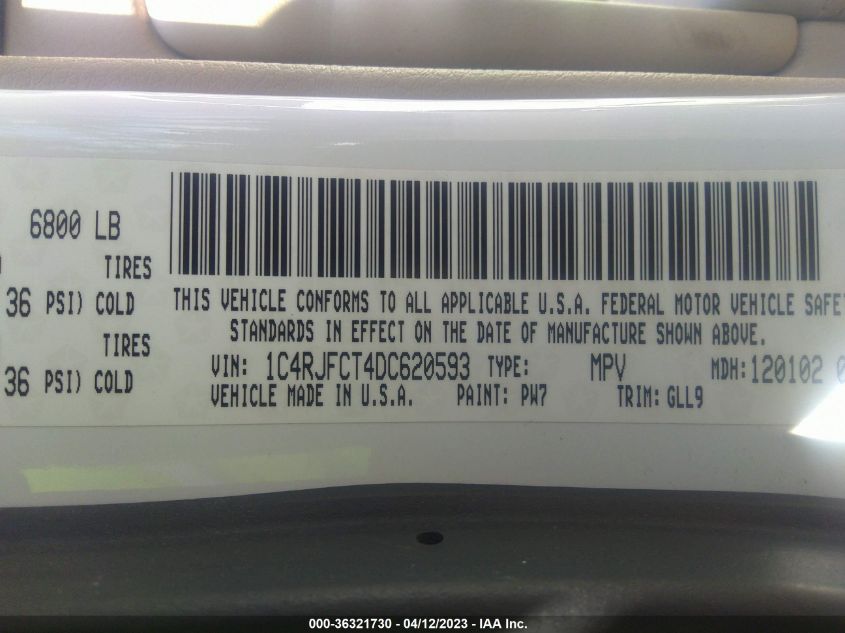 6800 LB
TIRES
36 PSI) COLD
TIRES
36 PSI) COLD
THIS VEHICLE CONFORMS TO ALL APPLICABLE U.S.A. FEDERAL MOTOR VEHICLE SAFE
STANDARDS IN EFFECT ON THE DATE OF MANUFACTURE SHOWN ABOVE.
VIN: 1C4RJFCT4DC620593 TYPE: MPV MDH: 120102 0
VEHICLE MADE IN U.S.A. PAINT: PW7 TRIM: GLL9
000-36321730 - 04/12/2023 - IAA Inc.